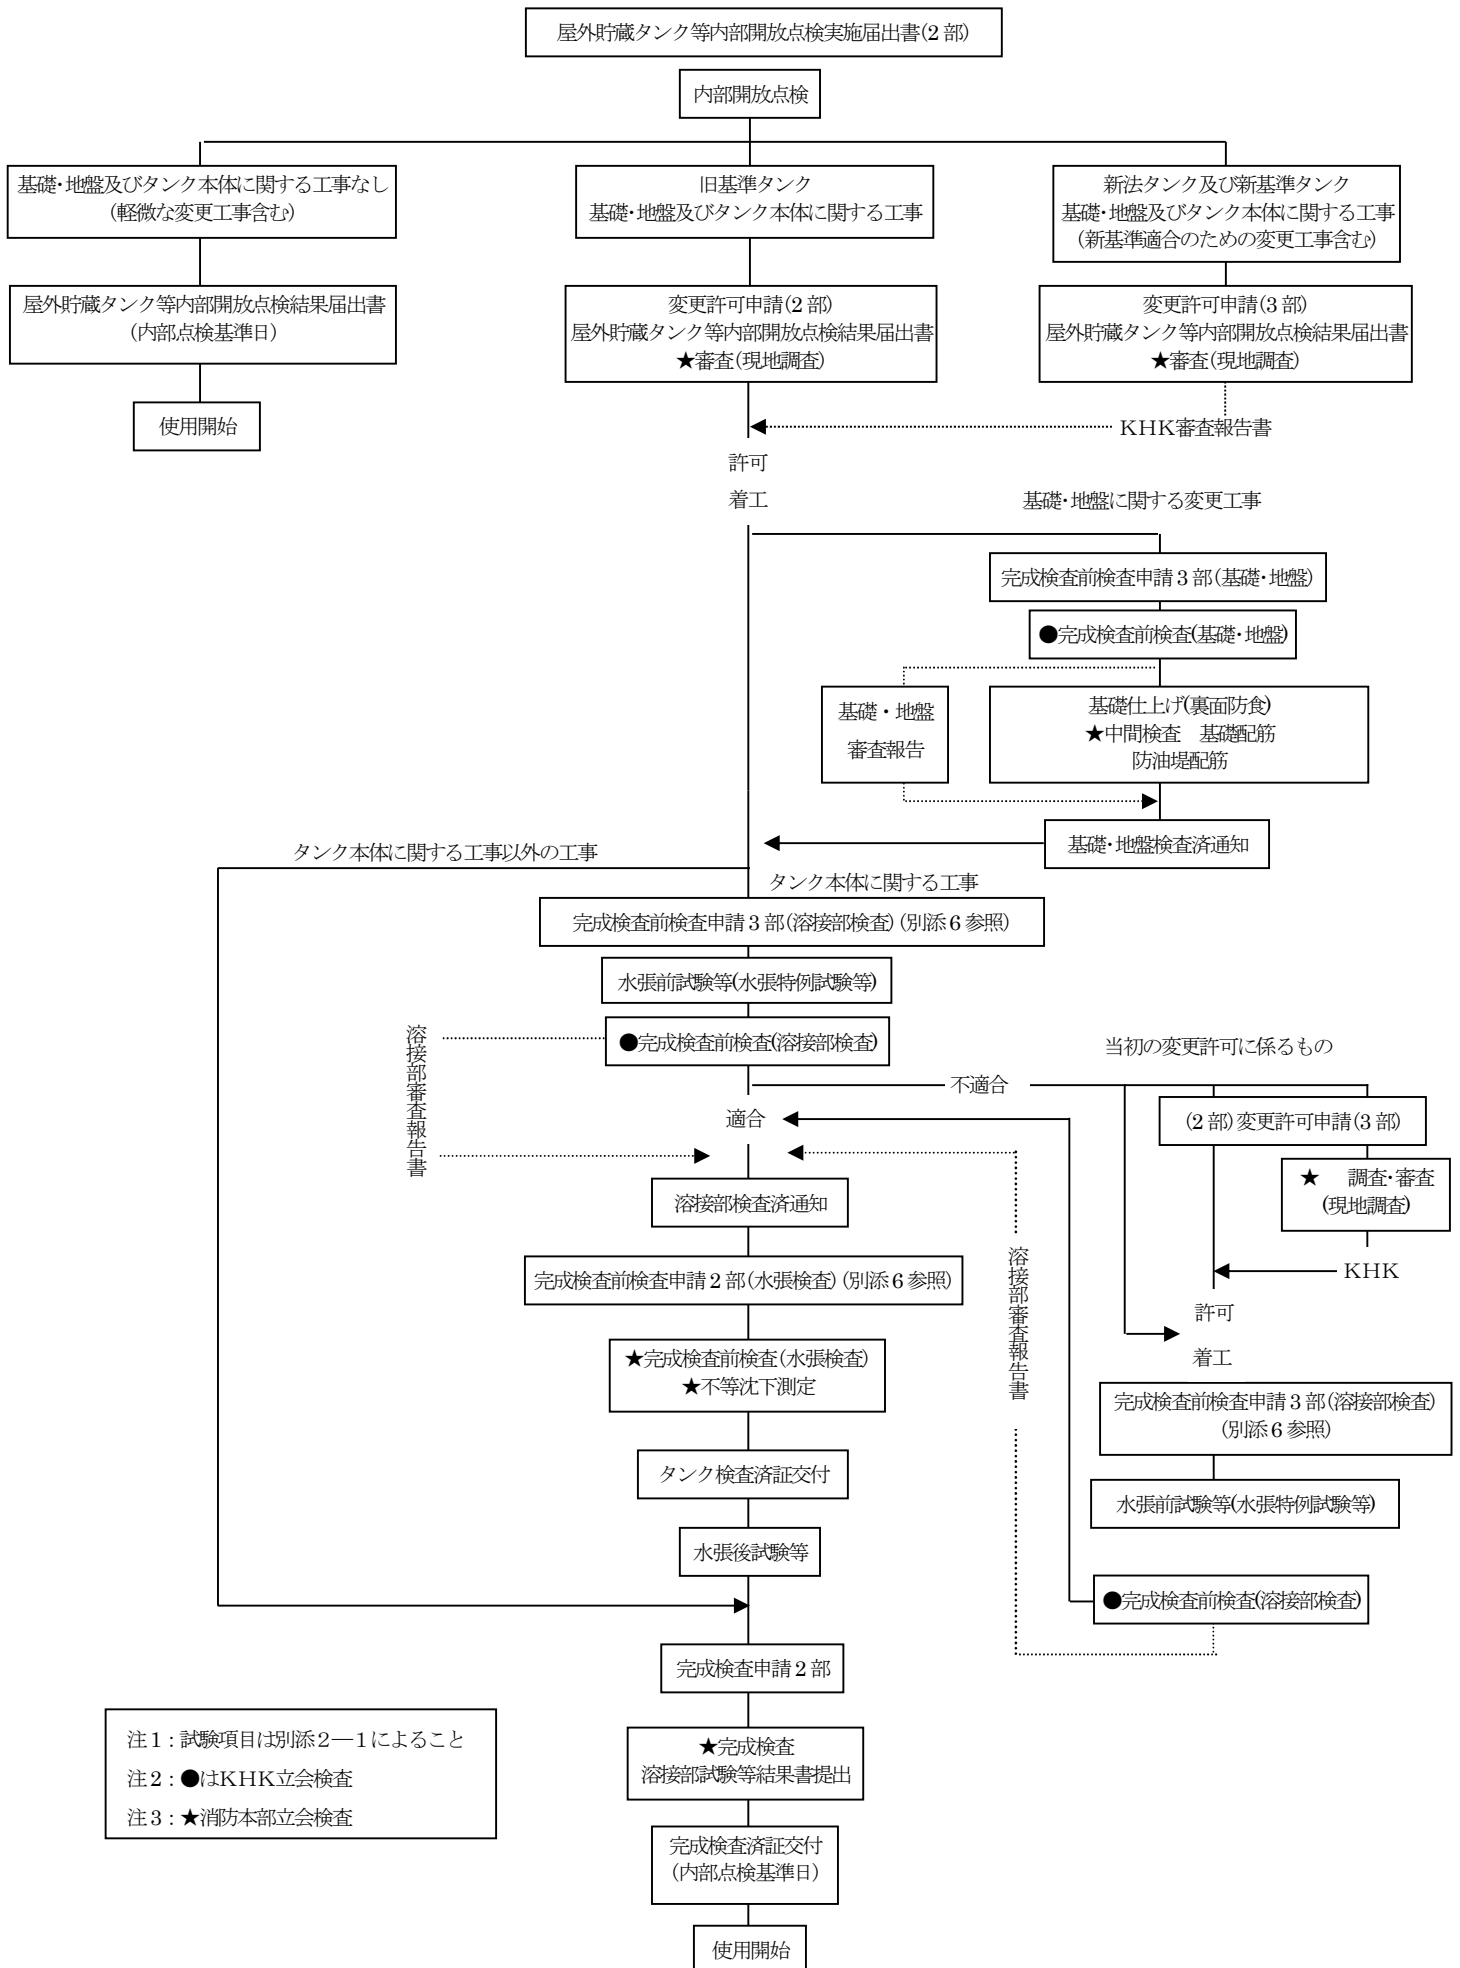 屋外貯蔵タンク等内部開放点検実施届出書(2部)
内部開放点検
基礎・地盤及びタンク本体に関する工事なし
(軽微な変更工事含む)
旧基準タンク
基礎・地盤及びタンク本体に関する工事
新法タンク及び新基準タンク
基礎・地盤及びタンク本体に関する工事
(新基準適合のための変更工事含む)
屋外貯蔵タンク等内部開放点検結果届出書
(内部点検基準日)
変更許可申請(2部)
屋外貯蔵タンク等内部開放点検結果届出書
★審査(現地調査)
変更許可申請(3部)
屋外貯蔵タンク等内部開放点検結果届出書
★審査(現地調査)
使用開始
KHK審査報告書
許可
着工
基礎・地盤に関する変更工事
完成検査前検査申請3部(基礎・地盤)
●完成検査前検査(基礎・地盤)
基礎・地盤
審査報告
基礎仕上げ(裏面防食)
★中間検査　基礎配筋
防油堤配筋
基礎・地盤検査済通知
タンク本体に関する工事以外の工事
タンク本体に関する工事
完成検査前検査申請3部(溶接部検査)(別添6参照)
水張前試験等(水張特例試験等)
●完成検査前検査(溶接部検査)
溶接部審査報告書
当初の変更許可に係るもの
不適合
適合
(2部)変更許可申請(3部)
★　調査・審査
(現地調査)
溶接部検査済通知
溶接部審査報告書
KHK
完成検査前検査申請2部(水張検査)(別添6参照)
許可
着工
★完成検査前検査(水張検査)
★不等沈下測定
完成検査前検査申請3部(溶接部検査)
(別添6参照)
タンク検査済証交付
水張前試験等(水張特例試験等)
水張後試験等
●完成検査前検査(溶接部検査)
完成検査申請2部
★完成検査
溶接部試験等結果書提出
注1:試験項目は別添2―1によること
注2:●はKHK立会検査
注3:★消防本部立会検査
完成検査済証交付
(内部点検基準日)
使用開始